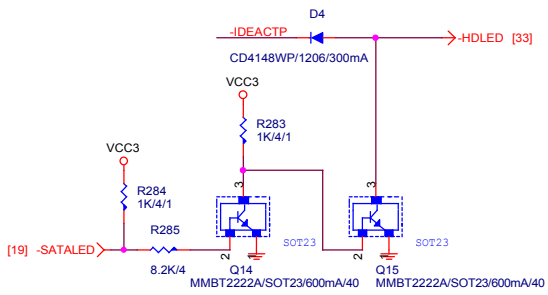 D4
-IDEACTP
-HDLED [33]
CD4148WP/1206/300mA
VCC3
R283
1K/4/1
VCC3
R284
1K/4/1
3
3
R285
[19] -SATALED
2
1
SOT23
2
1
SOT23
8.2K/4
Q14
Q15
MMBT2222A/SOT23/600mA/40
MMBT2222A/SOT23/600mA/40